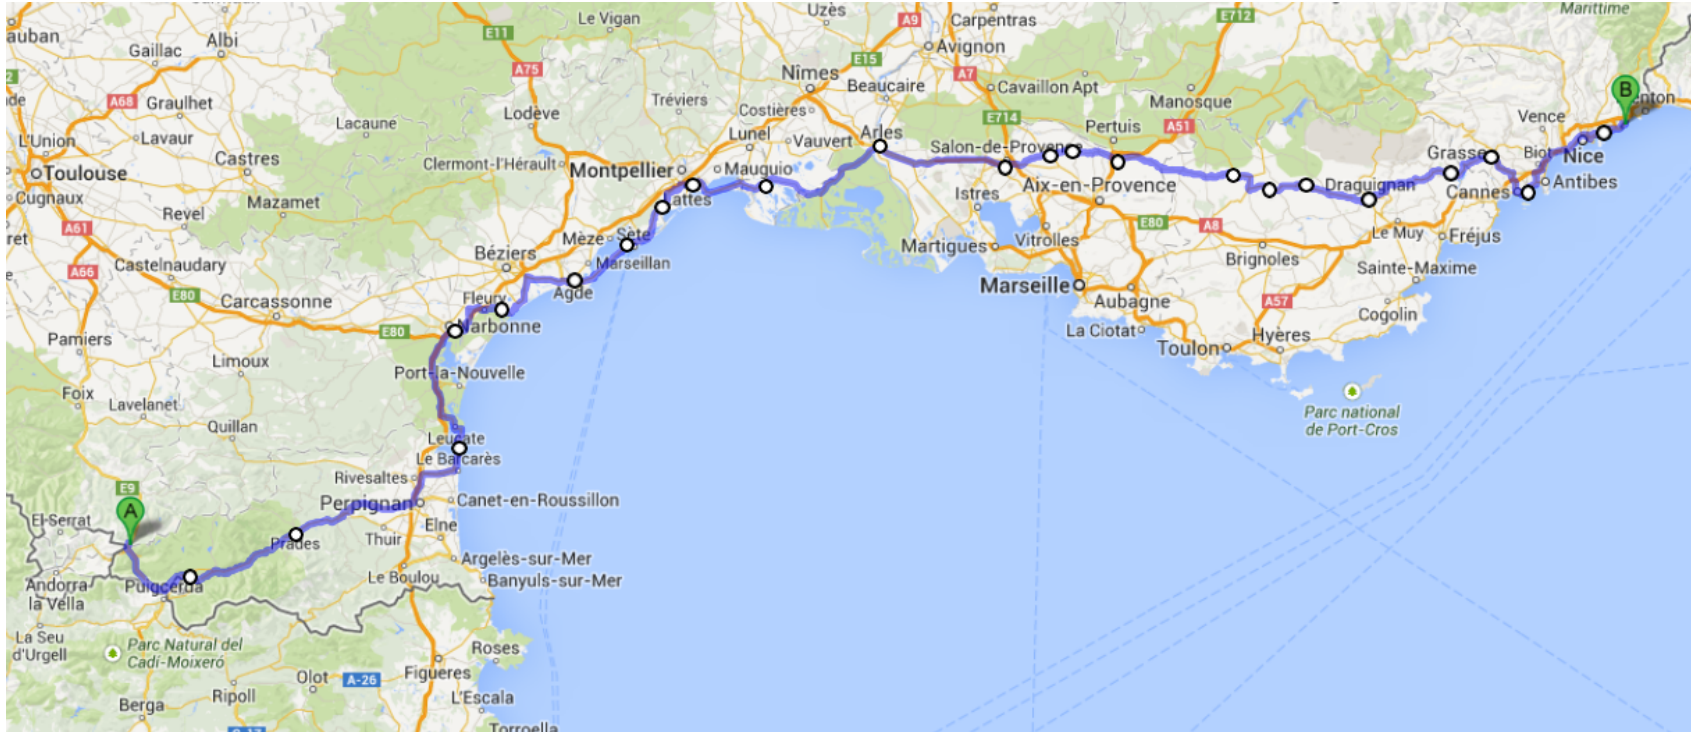 Uzès
E712
Marittime
auban
Le Vigan
A9
Carpentras
E11
Albi
Gaillac
Avignon
E15
A75
Nîmes
A7
2
Beaucaire
Cavaillon
Apt
B
enton
nde
A68
Graulhet
Tréviers
Costières
Manosque
Lodève
E714
Vence
Lacaune
Lunel
Vauvert
Arles
Pertuis
A51
L'Union
Lavaur
Salon-de-Provence
Grasse
Biot
Nice
Castres
Clermont-l'Hérault
Montpellier
Mauguio
Toulouse
Aix-en-Provence
Draguignan
Cannes
Antibes
Cugnaux
Istres
Mazamet
Lattes
Revel
E80
A8
A61
ret
Mèze
Sète
Vitrolles
Le Muy
Fréjus
Béziers
Martigues
Brignoles
Castelnaudary
Marseillan
Sainte-Maxime
A66
Marseille
E80
Agde
Carcassonne
Fleury
Aubagne
A57
Cogolin
E80
Narbonne
La Ciotat
Hyères
Pamiers
Toulon
Limoux
Port-la-Nouvelle
Foix
Lavelanet
Parc national
de Port-Cros
Quillan
Leucate
Le Barcarès
Rivesaltes
E9
Perpignan
Canet-en-Roussillon
A
El Serrat
Elne
Prades
Thuir
Argelès-sur-Mer
Andorra
la Vella
Puigcerda
Le Boulou
Banyuls-sur-Mer
La Seu
d'Urgell
Parc Natural del
Cadí-Moixeró
Roses
Olot
A-26
Figueres
Ripoll
L'Escala
Berga
Torroella